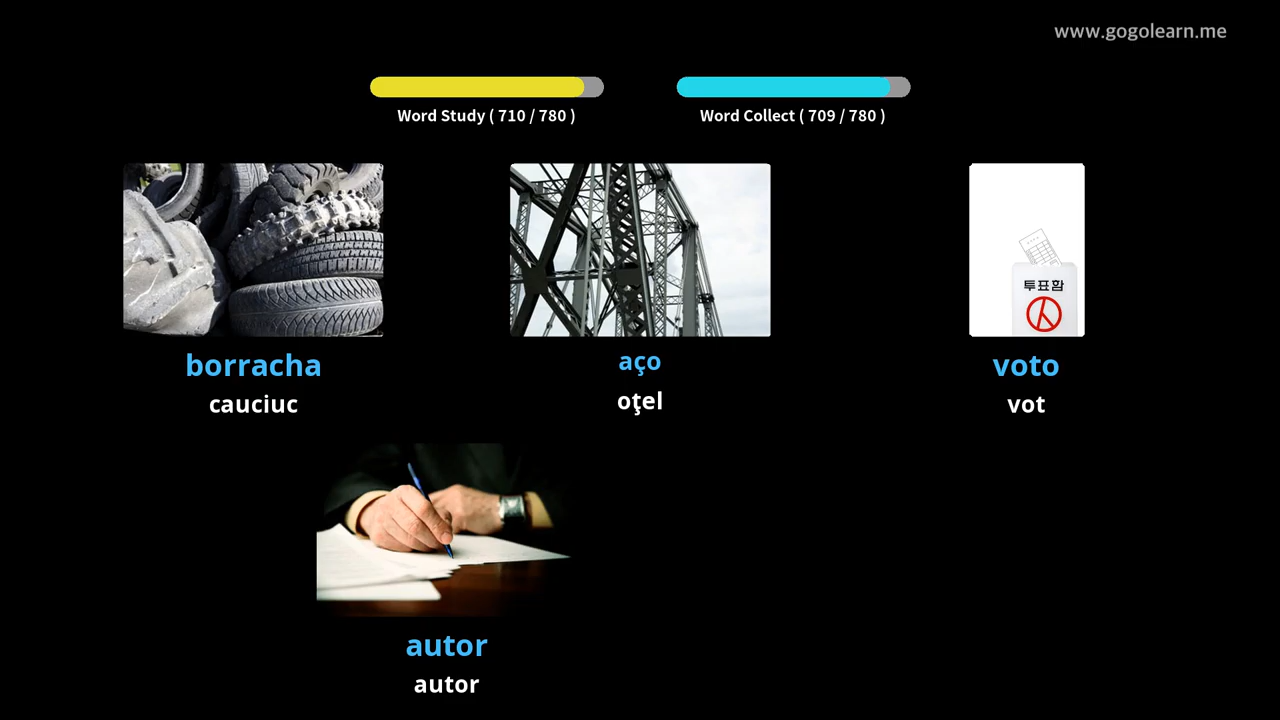 www.gogolearn.me
Word Study ( 710 / 780 )
Word Collect ( 709 / 780 )
투표함
borracha
cauciuc
aço
oţel
voto
vot
autor
autor